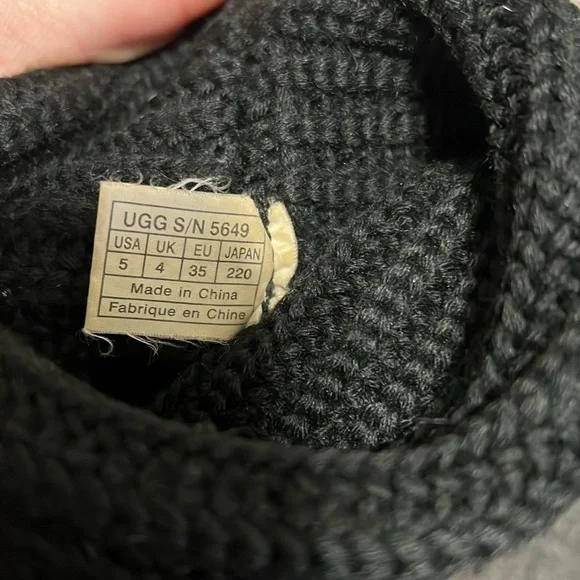 UGG S/N 5649
USA UK EU JAPAN
5 4 35 220
Made in China
Fabrique en Chine